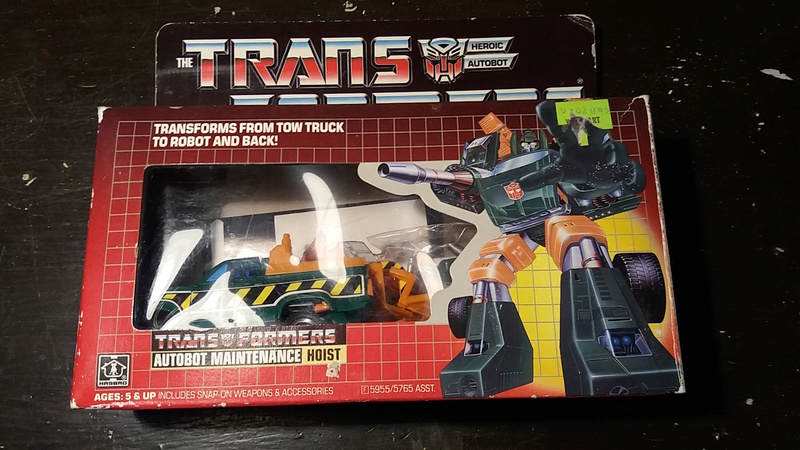 THE TRANS
HEROIC
AUTOBOT
TRANSFORMS FROM TOW TRUCK
TO ROBOT AND BACK!
ART
TRANSFORMERS
AUTOBOT MAINTENANCE HOIST
HASBRO
AGES: 5 & UP INCLUDES SNAP-ON WEAPONS & ACCESSORIES
5955/5765 ASST.